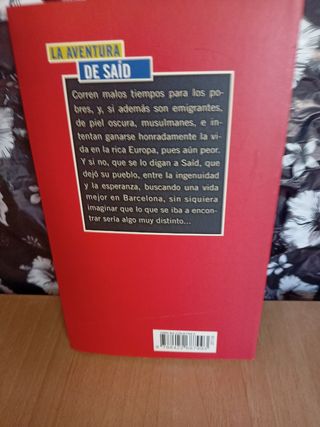 LA AVENTURA
DE SAÍD
Corren malos tiempos para los po-
bres, y, si además son emigrantes,
de piel oscura, musulmanes, e in-
tentan ganarse honradamente la vi-
da en la rica Europa, pues aún peor.
Y si no, que se lo digan a Saíd, que
dejó su pueblo, entre la ingenuidad
y la esperanza, buscando una vida
mejor en Barcelona, sin siquiera
imaginar que lo que se iba a encon-
trar sería algo muy distinto...